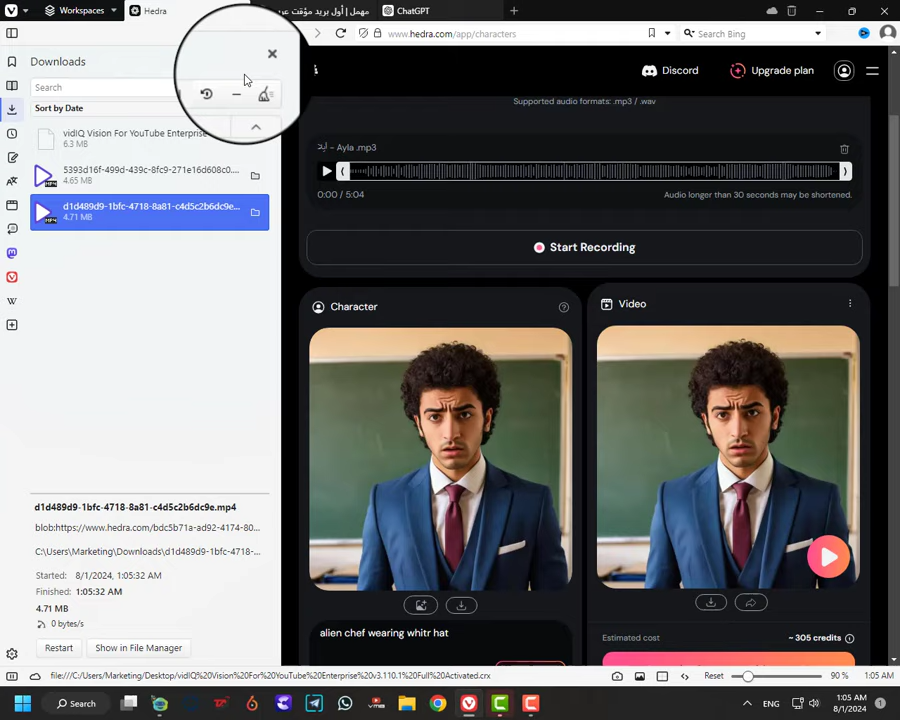 Workspaces
Hedra
مهمل | أول بريد مؤقت عر
ChatGPT
www.hedra.com/app/characters
Search Bing
Downloads
Search
Sort by Date
vidIQ Vision For YouTube Enterprise
6.3 MB
5393d16f-499d-439c-8fc9-271e16d608c0....
4.65 MB
d1d489d9-1bfc-4718-8a81-c4d5c2b6dc9e...
4.71 MB
Discord
Upgrade plan
Supported audio formats: .mp3 / .wav
Ayla .mp3
0:00 / 5:04
Audio longer than 30 seconds may be shortened.
Start Recording
Character
Video
alien chef wearing whitr hat
Estimated cost
~ 305 credits
d1d489d9-1bfc-4718-8a81-c4d5c2b6dc9e.mp4
blob:https://www.hedra.com/bdc5b71a-ad92-4174-80...
C:\Users\Marketing\Downloads\d1d489d9-1bfc-4718-...
Started: 8/1/2024, 1:05:32 AM
Finished: 1:05:32 AM
4.71 MB
0 bytes/s
Restart
Show in File Manager
file:///C:/Users/Marketing/Desktop/vidIQ%20Vision%20For%20YouTube%20Enterprise%20v3.110.1%20Full%20Activated.crx
Reset
90 %
1:05 AM
Search
ENG
1:05 AM
8/1/2024